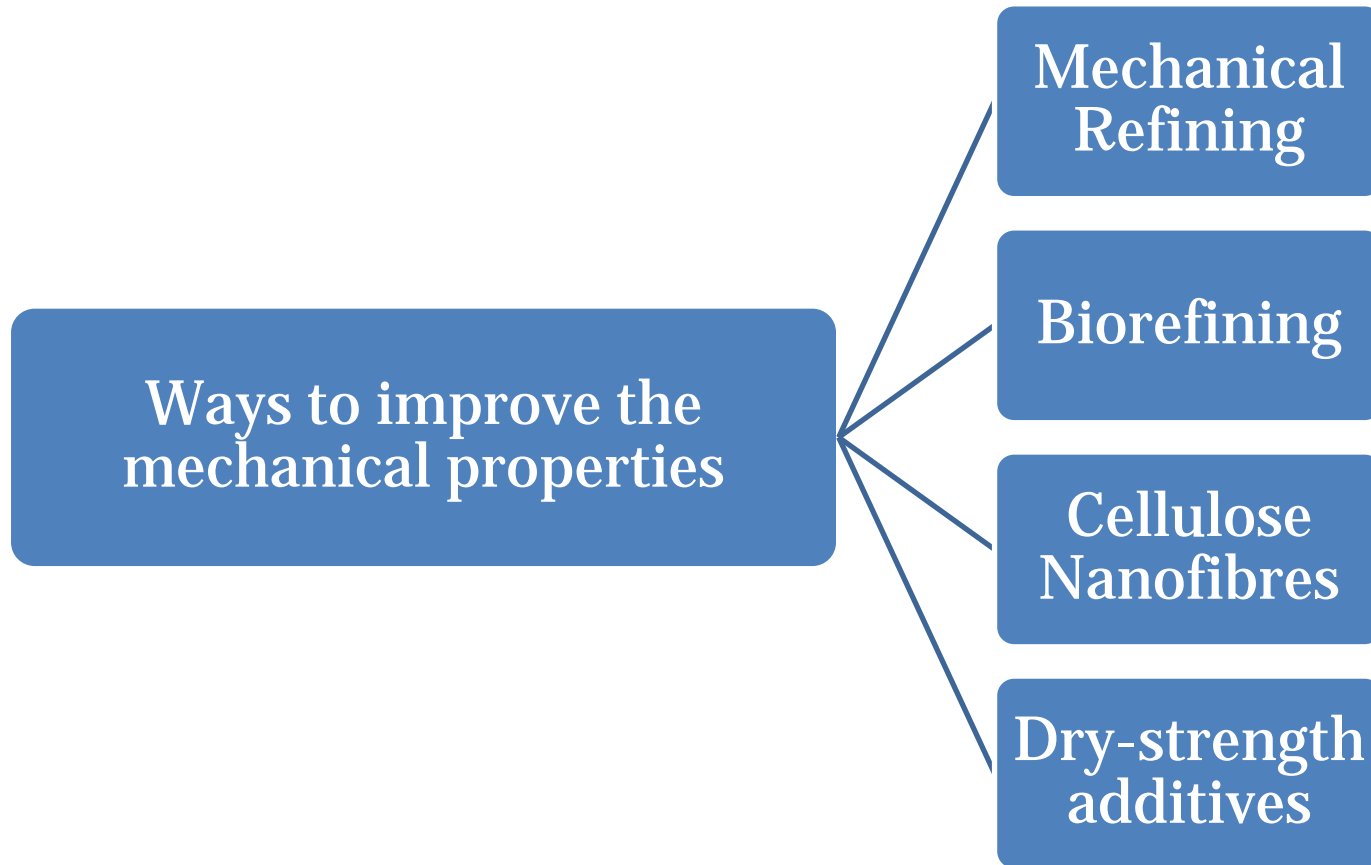 Mechanical
Refining
Biorefining
Ways to improve the
mechanical properties
Cellulose
Nanofibres
Dry-strength
additives